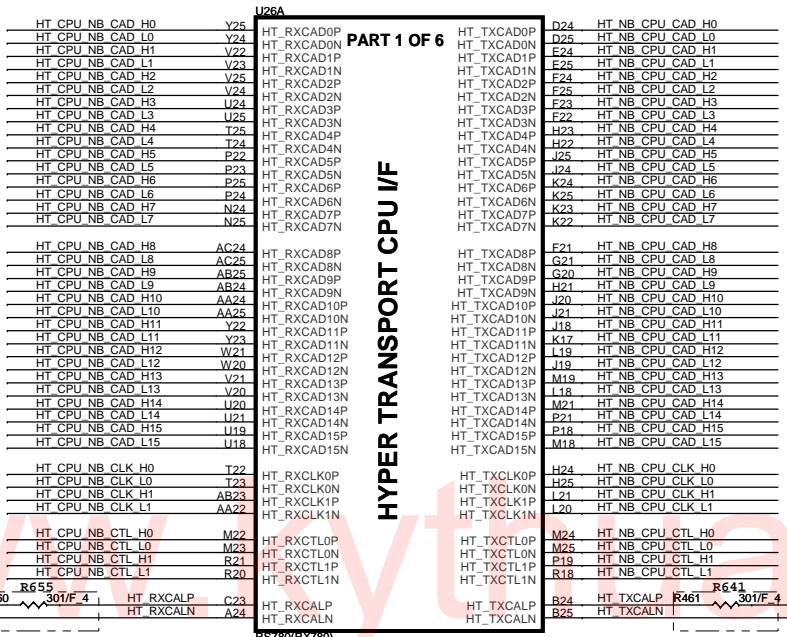 U26A
HT_CPU_NB_CAD_H0 Y25 HT_RXCAD0P PART 1 OF 6 HT_TXCAD0P D24 HT_NB_CPU_CAD_H0
HT_CPU_NB_CAD_L0 Y24 HT_RXCAD0N HT_TXCAD0N D25 HT_NB_CPU_CAD_L0
HT_CPU_NB_CAD_H1 V22 HT_RXCAD1P HT_TXCAD1P E24 HT_NB_CPU_CAD_H1
HT_CPU_NB_CAD_L1 V23 HT_RXCAD1N HT_TXCAD1N E25 HT_NB_CPU_CAD_L1
HT_CPU_NB_CAD_H2 V25 HT_RXCAD2P HT_TXCAD2P F24 HT_NB_CPU_CAD_H2
HT_CPU_NB_CAD_L2 V24 HT_RXCAD2N HT_TXCAD2N F25 HT_NB_CPU_CAD_L2
HT_CPU_NB_CAD_H3 U24 HT_RXCAD3P HT_TXCAD3P F23 HT_NB_CPU_CAD_H3
HT_CPU_NB_CAD_L3 U25 HT_RXCAD3N HT_TXCAD3N F22 HT_NB_CPU_CAD_L3
HT_CPU_NB_CAD_H4 T25 HT_RXCAD4P HT_TXCAD4P H23 HT_NB_CPU_CAD_H4
HT_CPU_NB_CAD_L4 T24 HT_RXCAD4N HT_TXCAD4N H22 HT_NB_CPU_CAD_L4
HT_CPU_NB_CAD_H5 P22 HT_RXCAD5P HT_TXCAD5P J25 HT_NB_CPU_CAD_H5
HT_CPU_NB_CAD_L5 P23 HT_RXCAD5N HT_TXCAD5N J24 HT_NB_CPU_CAD_L5
HT_CPU_NB_CAD_H6 P25 HT_RXCAD6P HT_TXCAD6P K24 HT_NB_CPU_CAD_H6
HT_CPU_NB_CAD_L6 P24 HT_RXCAD6N HT_TXCAD6N K25 HT_NB_CPU_CAD_L6
HT_CPU_NB_CAD_H7 N24 HT_RXCAD7P HT_TXCAD7P K23 HT_NB_CPU_CAD_H7
HT_CPU_NB_CAD_L7 N25 HT_RXCAD7N HT_TXCAD7N K22 HT_NB_CPU_CAD_L7
HYPER TRANSPORT CPU I/F
HT_CPU_NB_CAD_H8 AC24 HT_RXCAD8P HT_TXCAD8P F21 HT_NB_CPU_CAD_H8
HT_CPU_NB_CAD_L8 AC25 HT_RXCAD8N HT_TXCAD8N G21 HT_NB_CPU_CAD_L8
HT_CPU_NB_CAD_H9 AB25 HT_RXCAD9P HT_TXCAD9P G20 HT_NB_CPU_CAD_H9
HT_CPU_NB_CAD_L9 AB24 HT_RXCAD9N HT_TXCAD9N H21 HT_NB_CPU_CAD_L9
HT_CPU_NB_CAD_H10 AA24 HT_RXCAD10P HT_TXCAD10P J20 HT_NB_CPU_CAD_H10
HT_CPU_NB_CAD_L10 AA25 HT_RXCAD10N HT_TXCAD10N J21 HT_NB_CPU_CAD_L10
HT_CPU_NB_CAD_H11 Y22 HT_RXCAD11P HT_TXCAD11P J18 HT_NB_CPU_CAD_H11
HT_CPU_NB_CAD_L11 Y23 HT_RXCAD11N HT_TXCAD11N K17 HT_NB_CPU_CAD_L11
HT_CPU_NB_CAD_H12 W21 HT_RXCAD12P HT_TXCAD12P L19 HT_NB_CPU_CAD_H12
HT_CPU_NB_CAD_L12 W20 HT_RXCAD12N HT_TXCAD12N J19 HT_NB_CPU_CAD_L12
HT_CPU_NB_CAD_H13 V21 HT_RXCAD13P HT_TXCAD13P M19 HT_NB_CPU_CAD_H13
HT_CPU_NB_CAD_L13 V20 HT_RXCAD13N HT_TXCAD13N L18 HT_NB_CPU_CAD_L13
HT_CPU_NB_CAD_H14 U20 HT_RXCAD14P HT_TXCAD14P M21 HT_NB_CPU_CAD_H14
HT_CPU_NB_CAD_L14 U21 HT_RXCAD14N HT_TXCAD14N P21 HT_NB_CPU_CAD_L14
HT_CPU_NB_CAD_H15 U19 HT_RXCAD15P HT_TXCAD15P P18 HT_NB_CPU_CAD_H15
HT_CPU_NB_CAD_L15 U18 HT_RXCAD15N HT_TXCAD15N M18 HT_NB_CPU_CAD_L15
HT_CPU_NB_CLK_H0 T22 HT_RXCLK0P HT_TXCLK0P H24 HT_NB_CPU_CLK_H0
HT_CPU_NB_CLK_L0 T23 HT_RXCLK0N HT_TXCLK0N H25 HT_NB_CPU_CLK_L0
HT_CPU_NB_CLK_H1 AB23 HT_RXCLK1P HT_TXCLK1P L21 HT_NB_CPU_CLK_H1
HT_CPU_NB_CLK_L1 AA22 HT_RXCLK1N HT_TXCLK1N L20 HT_NB_CPU_CLK_L1
HT_CPU_NB_CTL_H0 M22 HT_RXCTL0P HT_TXCTL0P M24 HT_NB_CPU_CTL_H0
HT_CPU_NB_CTL_L0 M23 HT_RXCTL0N HT_TXCTL0N M25 HT_NB_CPU_CTL_L0
HT_CPU_NB_CTL_H1 R21 HT_RXCTL1P HT_TXCTL1P P19 HT_NB_CPU_CTL_H1
HT_CPU_NB_CTL_L1 R20 HT_RXCTL1N HT_TXCTL1N R18 HT_NB_CPU_CTL_L1
R655 R641
60 301/F_4 HT_RXCALP C23 HT_RXCALP HT_TXCALP B24 HT_TXCALP R461 301/F_4
HT_RXCALN A24 HT_RXCALN HT_TXCALN B25 HT_TXCALN
RS780(RX780)
w.kythua